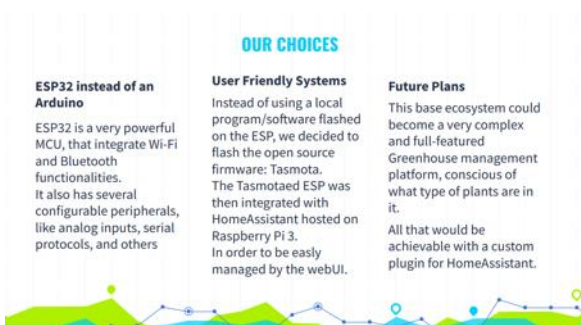 OUR CHOICES
ESP32 instead of an
Arduino
ESP32 is a very powerful
MCU, that integrate Wi-Fi
and Bluetooth
functionalities.
It also has several
configurable peripherals,
like analog inputs, serial
protocols, and others
User Friendly Systems
Instead of using a local
program/software flashed
on the ESP, we decided to
flash the open source
firmware: Tasmota.
The Tasmotaed ESP was
then integrated with
HomeAssistant hosted on
Raspberry Pi 3.
In order to be easly
managed by the webUI.
Future Plans
This base ecosystem could
become a very complex
and full-featured
Greenhouse management
platform, conscious of
what type of plants are in
it.
All that would be
achievable with a custom
plugin for HomeAssistant.